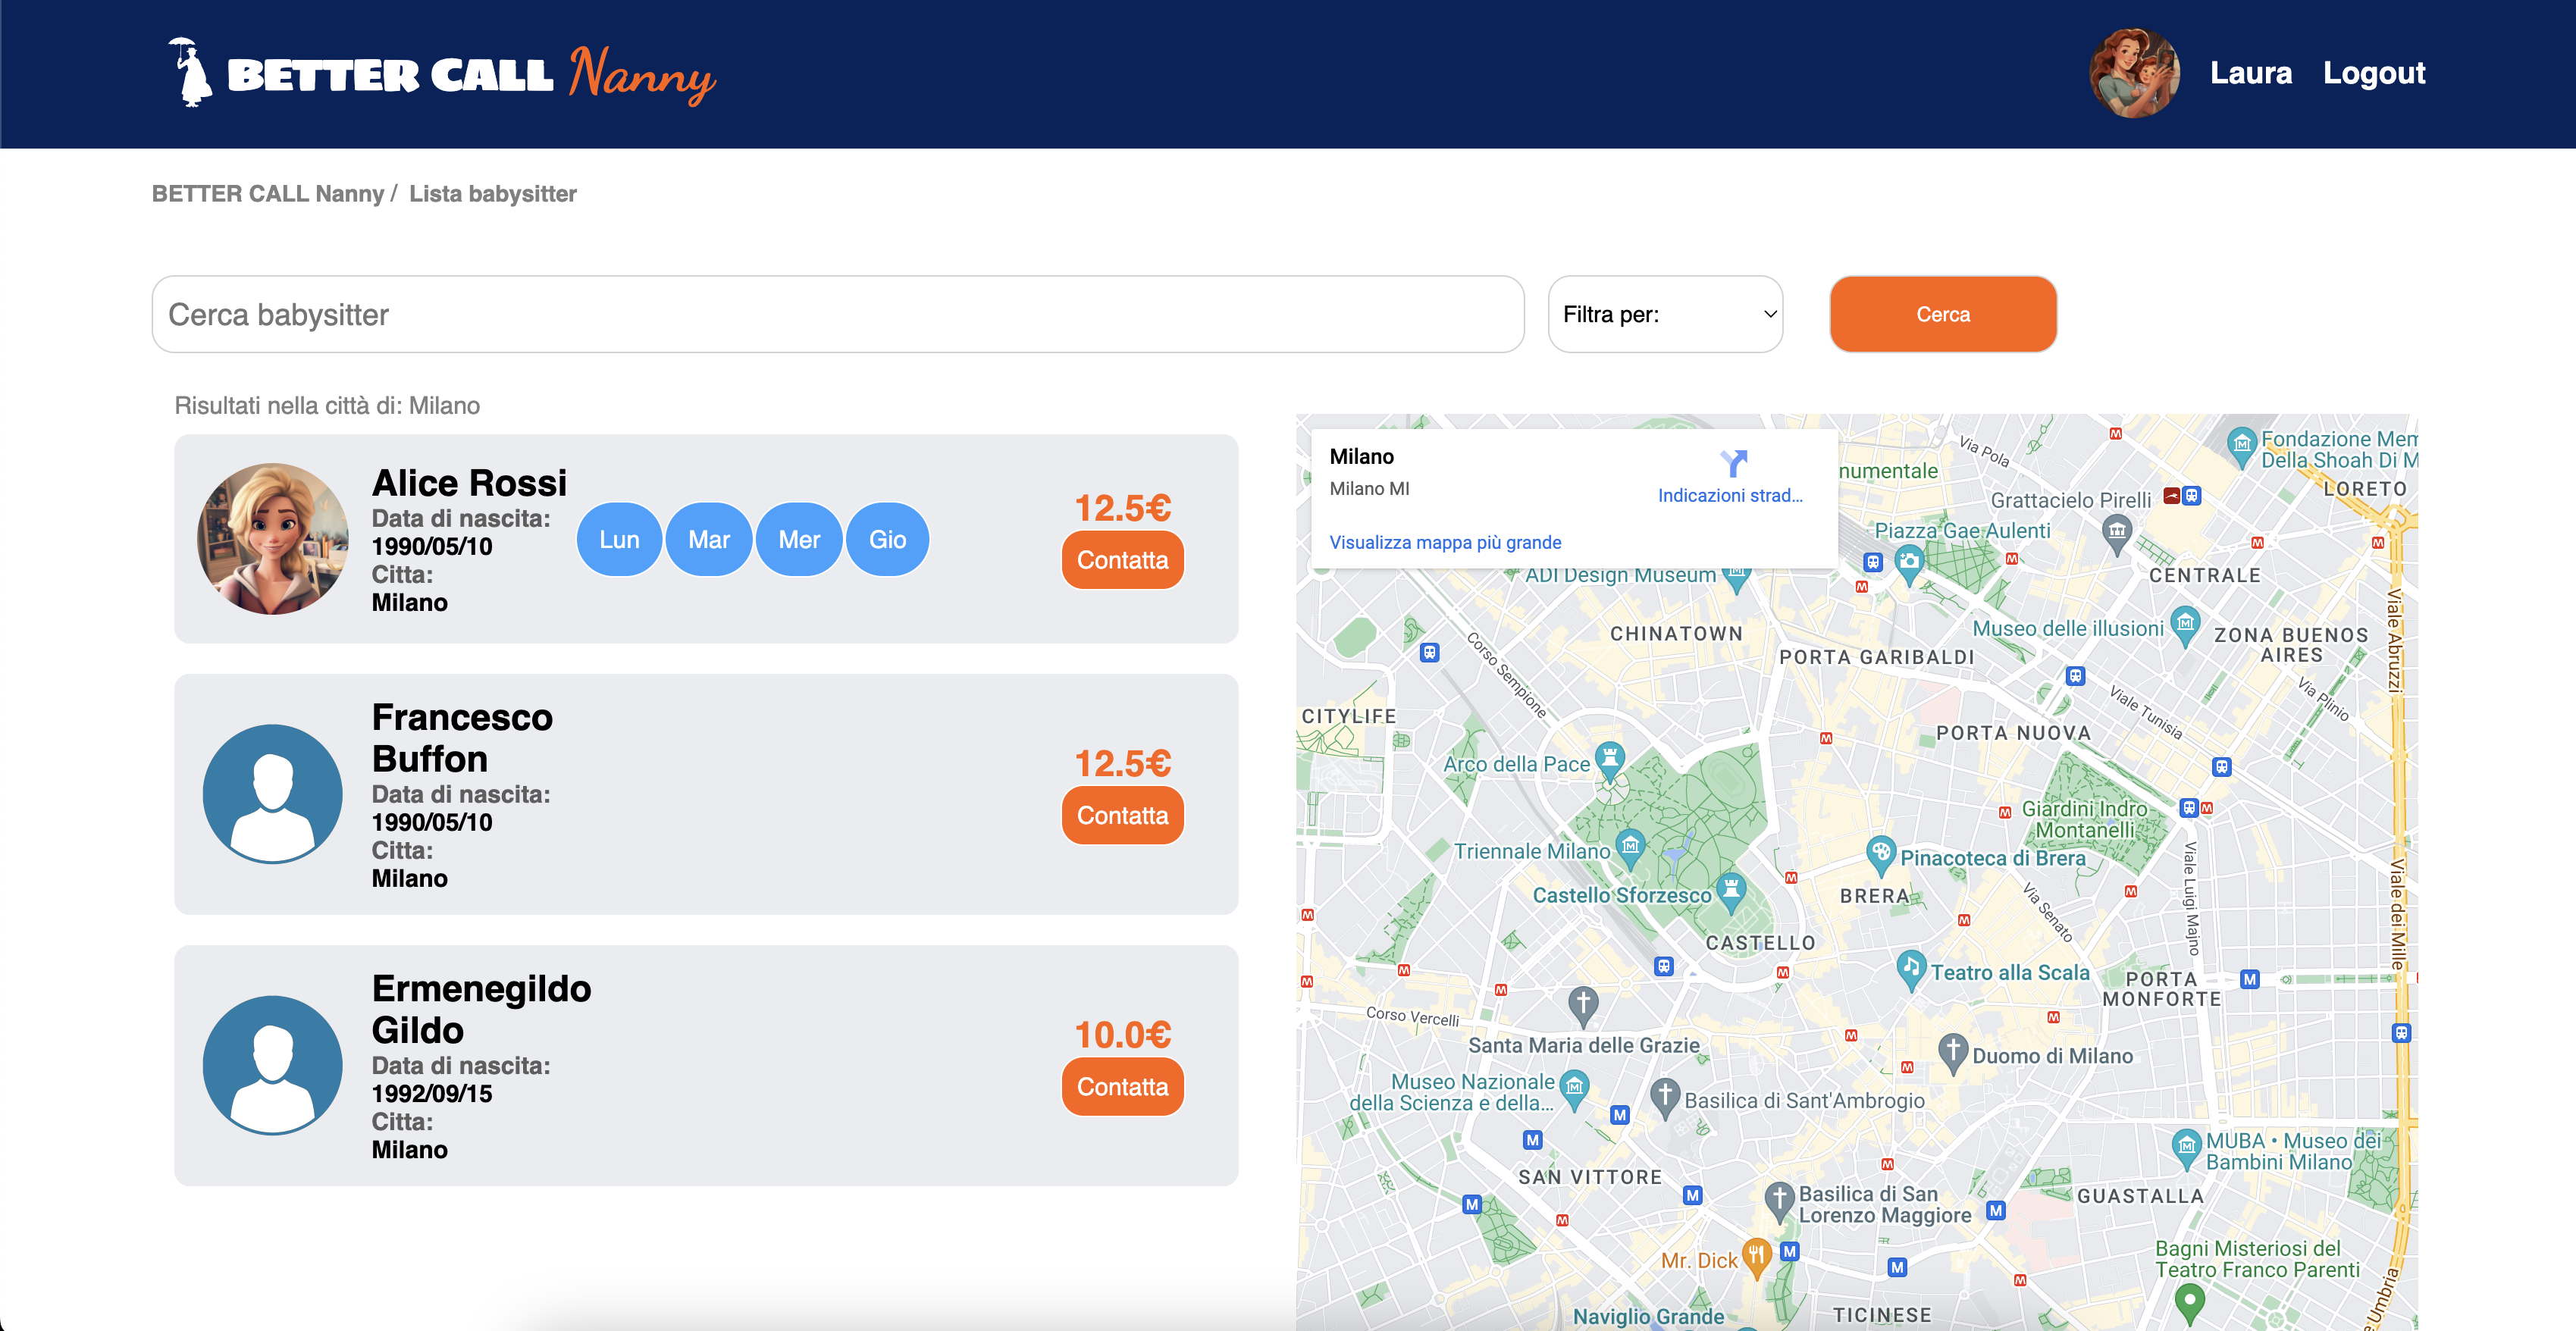 BETTER CALL Nanny
Laura
Logout
BETTER CALL Nanny / Lista babysitter
Cerca babysitter
Filtra per:
Cerca
Risultati nella città di: Milano
Alice Rossi
Data di nascita:
1990/05/10
Citta:
Milano
Lun
Mar
Mer
Gio
12.5€
Contatta
Francesco
Buffon
Data di nascita:
1990/05/10
Citta:
Milano
12.5€
Contatta
Ermenegildo
Gildo
Data di nascita:
1992/09/15
Citta:
Milano
10.0€
Contatta
Milano
Milano MI
Indicazioni strad...
Visualizza mappa più grande
numentale
Via Pola
Fondazione Mem
Della Shoah Di M
LORETO
Grattacielo Pirelli
Piazza Gae Aulenti
CENTRALE
ADI Design Museum
Viale Abruzzi
CHINATOWN
Museo delle illusioni
ZONA BUENOS
AIRES
Corso Sempione
PORTA GARIBALDI
Via Plinio
Viale Tunisia
CITYLIFE
PORTA NUOVA
Arco della Pace
Giardini Indro
Montanelli
Triennale Milano
Pinacoteca di Brera
Viale Luigi Majno
Viale dei Mille
Castello Sforzesco
BRERA
Via Senato
CASTELLO
Teatro alla Scala
PORTA
MONFORTE
Corso Vercelli
Santa Maria delle Grazie
Duomo di Milano
Museo Nazionale
della Scienza e della...
Basilica di Sant'Ambrogio
MUBA • Museo dei
Bambini Milano
SAN VITTORE
Basilica di San
Lorenzo Maggiore
GUASTALLA
Mr. Dick
Bagni Misteriosi del
Teatro Franco Parenti
Naviglio Grande
TICINESE
Umbria